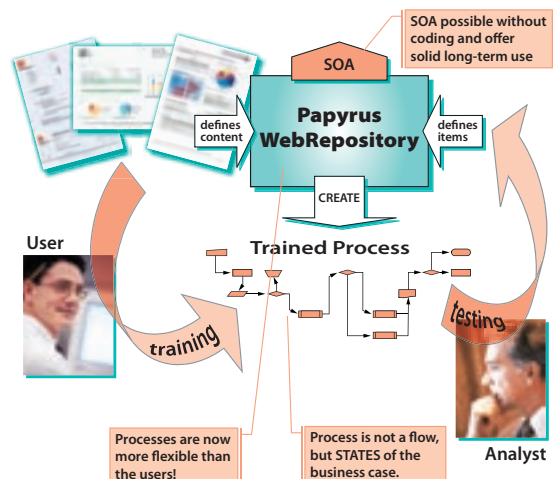 SOA possible without
coding and offer
solid long-term use
SOA
Papyrus
WebRepository
defines
content
defines
items
CREATE
Trained Process
User
training
testing
Analyst
Processes are now
more flexible than
the users!
Process is not a flow,
but STATES of the
business case.